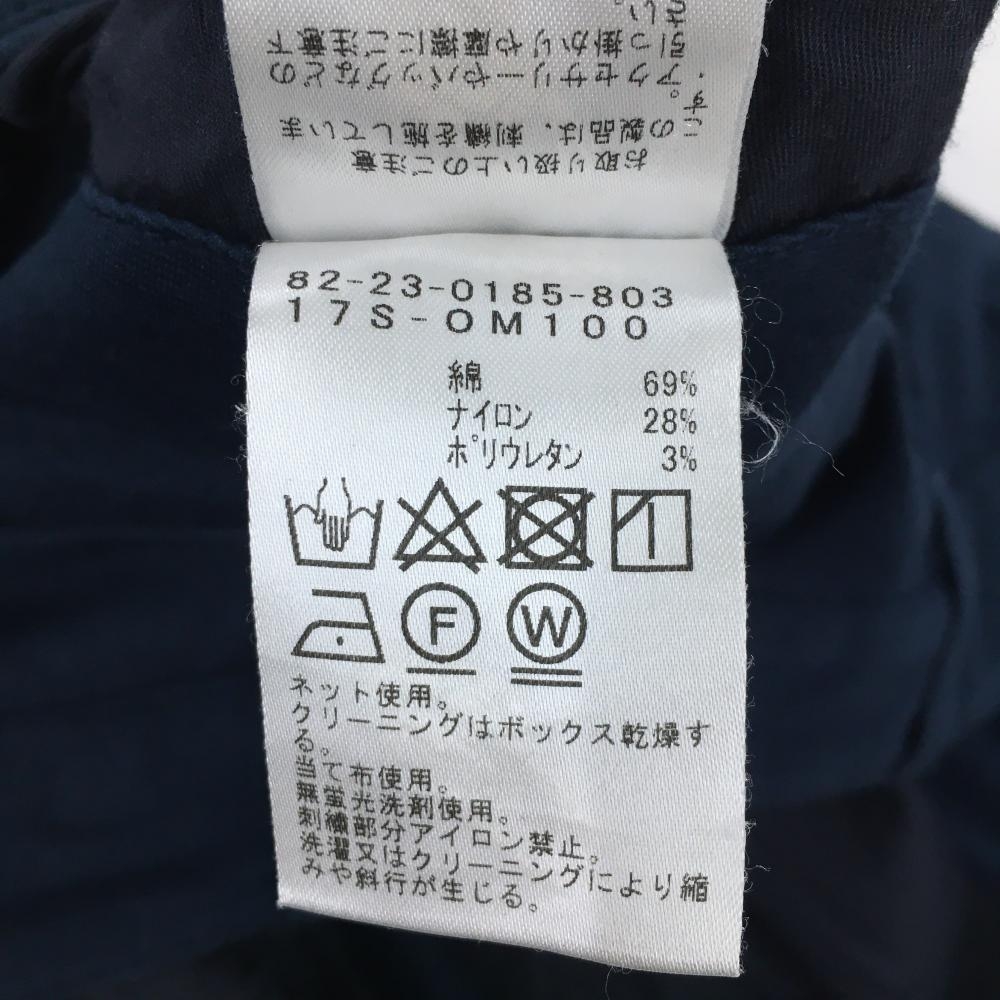 お取り扱い上のご注意
この製品は、刺繍を施していま
す。
アクセサリーやバッグなどの
引っ掛かりや摩擦にご注意下
さい。
82-23-0185-803
17S-OM100
綿 69%
ナイロン 28%
ポリウレタン 3%
F W
ネット使用。
クリーニングはボックス乾燥す
る。
当て布使用。
無蛍光洗剤使用。
刺繍部分アイロン禁止。
洗濯又はクリーニングにより縮
みや斜行が生じる。